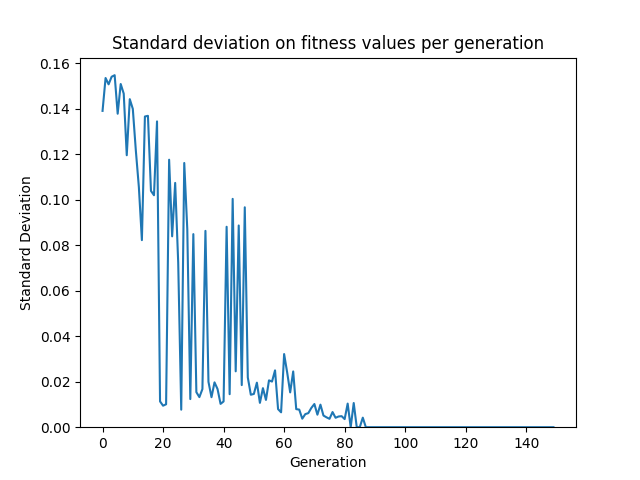 Standard deviation on fitness values per generation
0.16
0.14
0.12
0.10
0.08
0.06
0.04
0.02
0.00
Standard Deviation
0 20 40 60 80 100 120 140
Generation